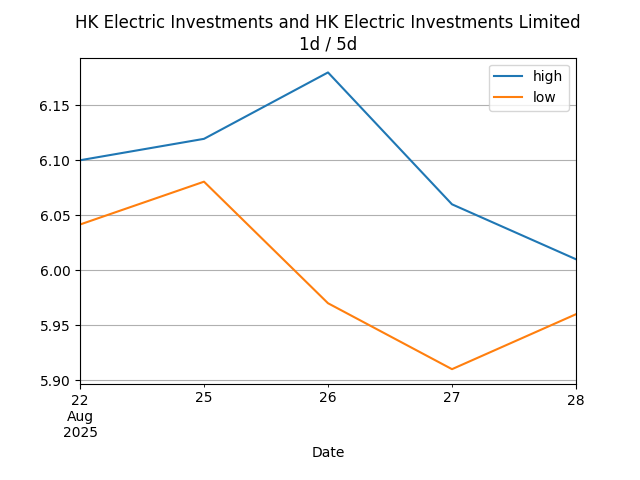 HK Electric Investments and HK Electric Investments Limited
1d / 5d
high
low
6.15
6.10
6.05
6.00
5.95
5.90
22
Aug
2025
25
26
27
28
Date